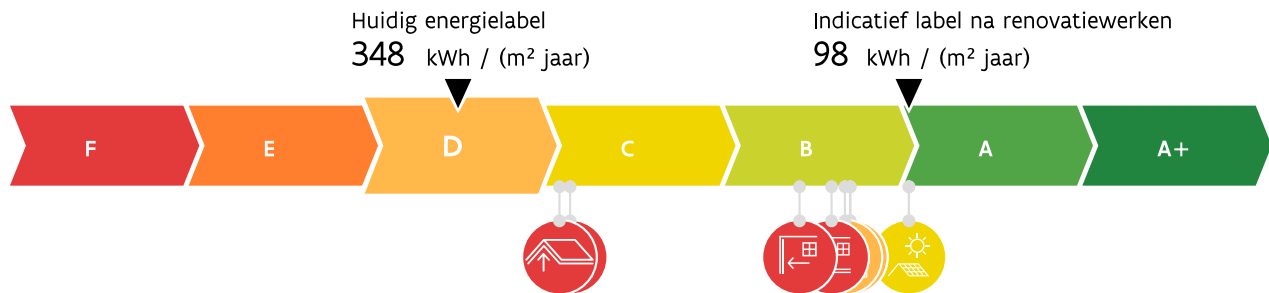 Huidig energielabel
348 kWh / (m² jaar)
Indicatief label na renovatiewerken
98 kWh / (m² jaar)
F E D C B A A+